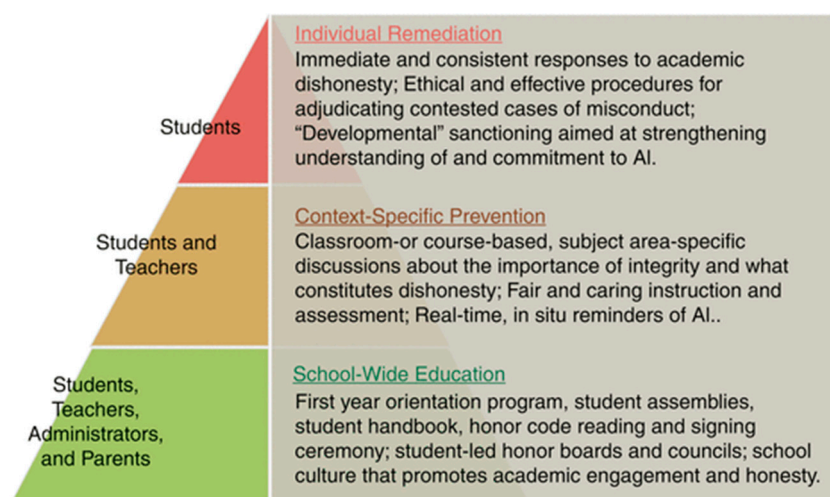 Individual Remediation
Immediate and consistent responses to academic
dishonesty; Ethical and effective procedures for
adjudicating contested cases of misconduct;
“Developmental” sanctioning aimed at strengthening
understanding of and commitment to AI.
Students
Context-Specific Prevention
Classroom-or course-based, subject area-specific
discussions about the importance of integrity and what
constitutes dishonesty; Fair and caring instruction and
assessment; Real-time, in situ reminders of AI..
Students and
Teachers
School-Wide Education
First year orientation program, student assemblies,
student handbook, honor code reading and signing
ceremony; student-led honor boards and councils; school
culture that promotes academic engagement and honesty.
Students,
Teachers,
Administrators,
and Parents